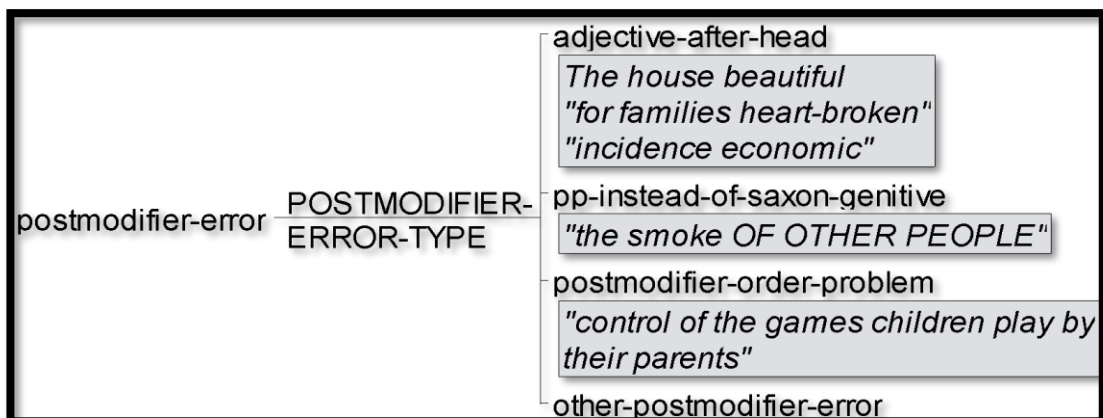 adjective-after-head
The house beautiful
"for families heart-broken"
"incidence economic"
pp-instead-of-saxon-genitive
"the smoke OF OTHER PEOPLE"
postmodifier-error
POSTMODIFIER-
ERROR-TYPE
postmodifier-order-problem
"control of the games children play by
their parents"
other-postmodifier-error